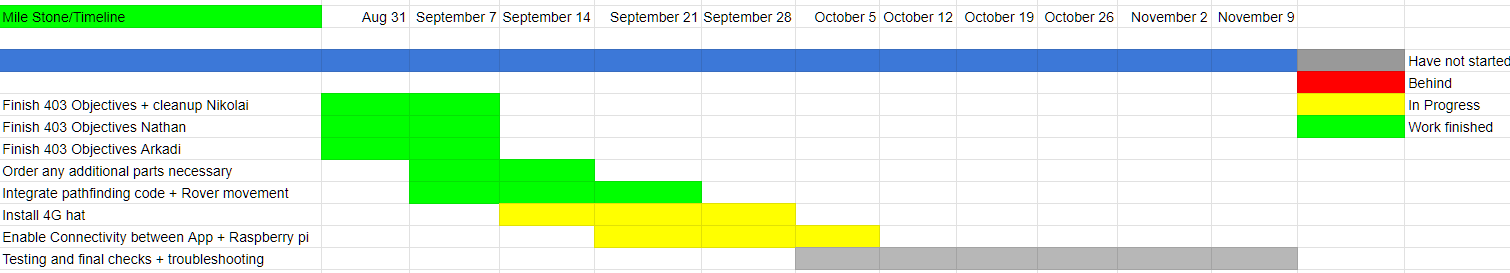 Mile Stone/Timeline Aug 31 September 7 September 14 September 21 September 28 October 5 October 12 October 19 October 26 November 2 November 9
Have not started
Behind
Finish 403 Objectives + cleanup Nikolai In Progress
Finish 403 Objectives Nathan Work finished
Finish 403 Objectives Arkadi
Order any additional parts necessary
Integrate pathfinding code + Rover movement
Install 4G hat
Enable Connectivity between App + Raspberry pi
Testing and final checks + troubleshooting